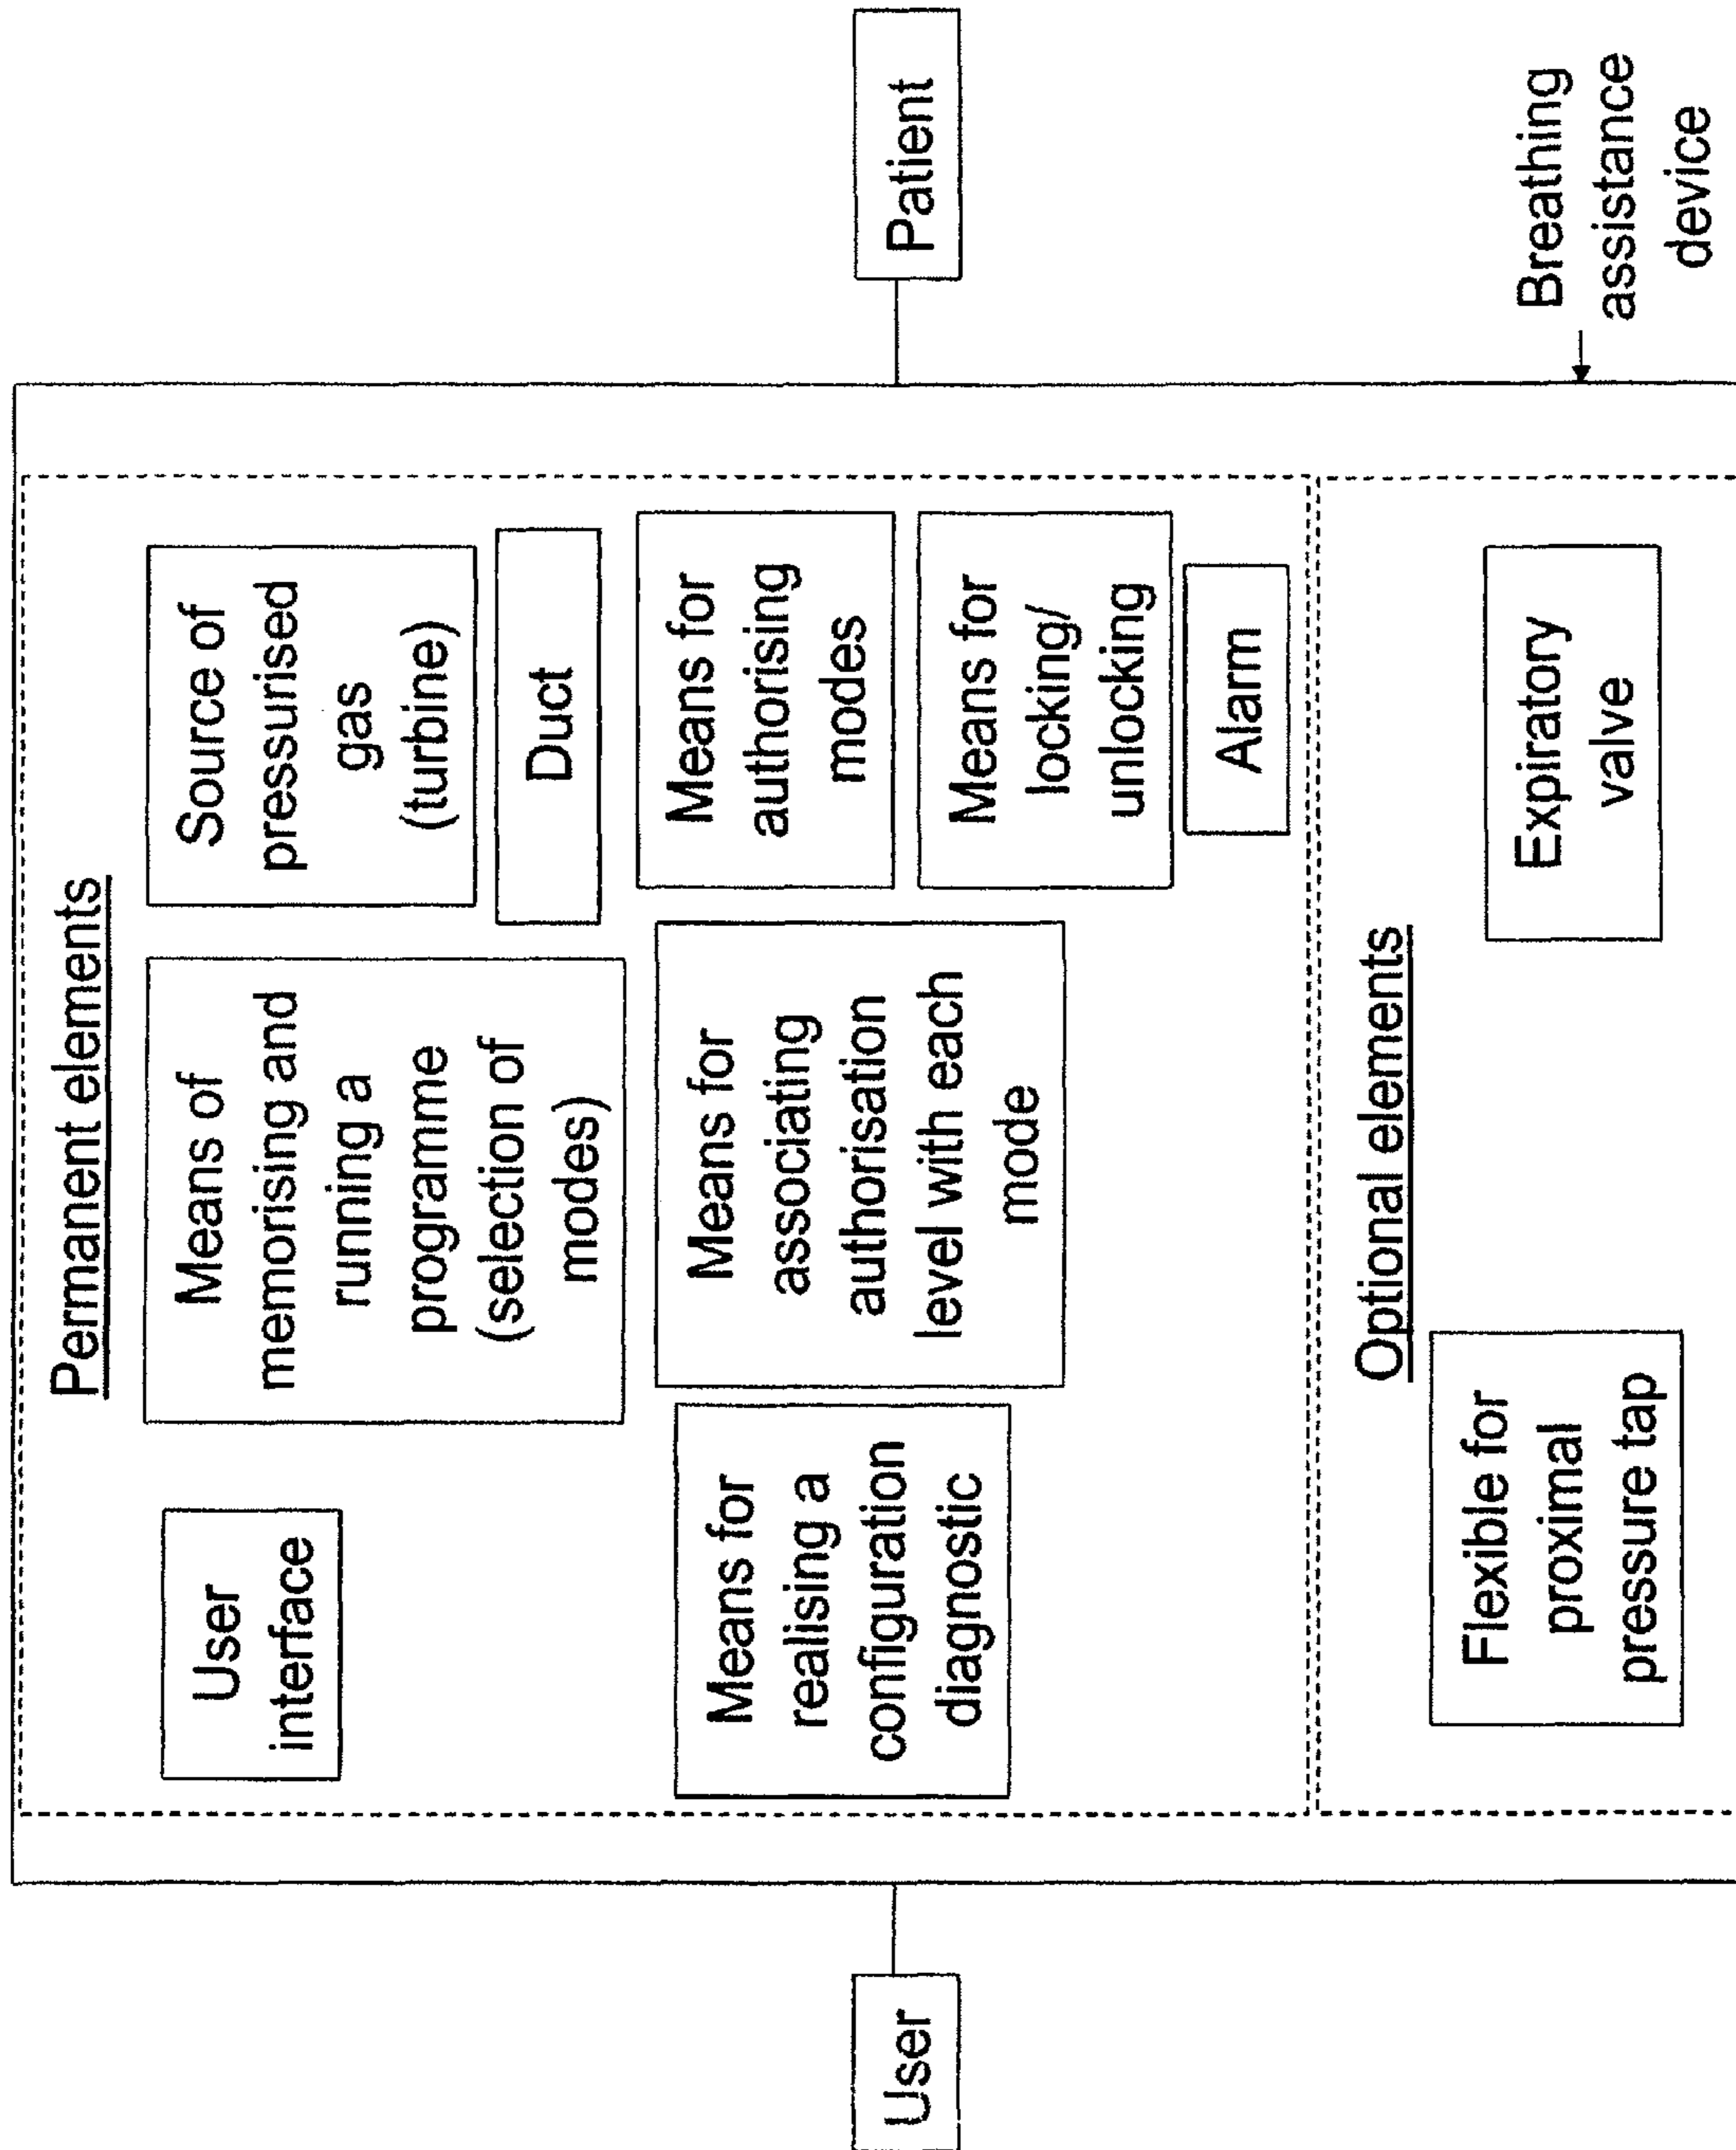 Permanent elements
User
interface
Means of
memorising and
running a
programme
(selection of
modes)
Source of
pressurised
gas
(turbine)
Duct
Means for
realising a
configuration
diagnostic
Means for
associating
authorisation
level with each
mode
Means for
authorising
modes
Means for
locking/
unlocking
Alarm
User
Patient
Optional elements
Flexible for
proximal
pressure tap
Expiratory
valve
Breathing
assistance
device